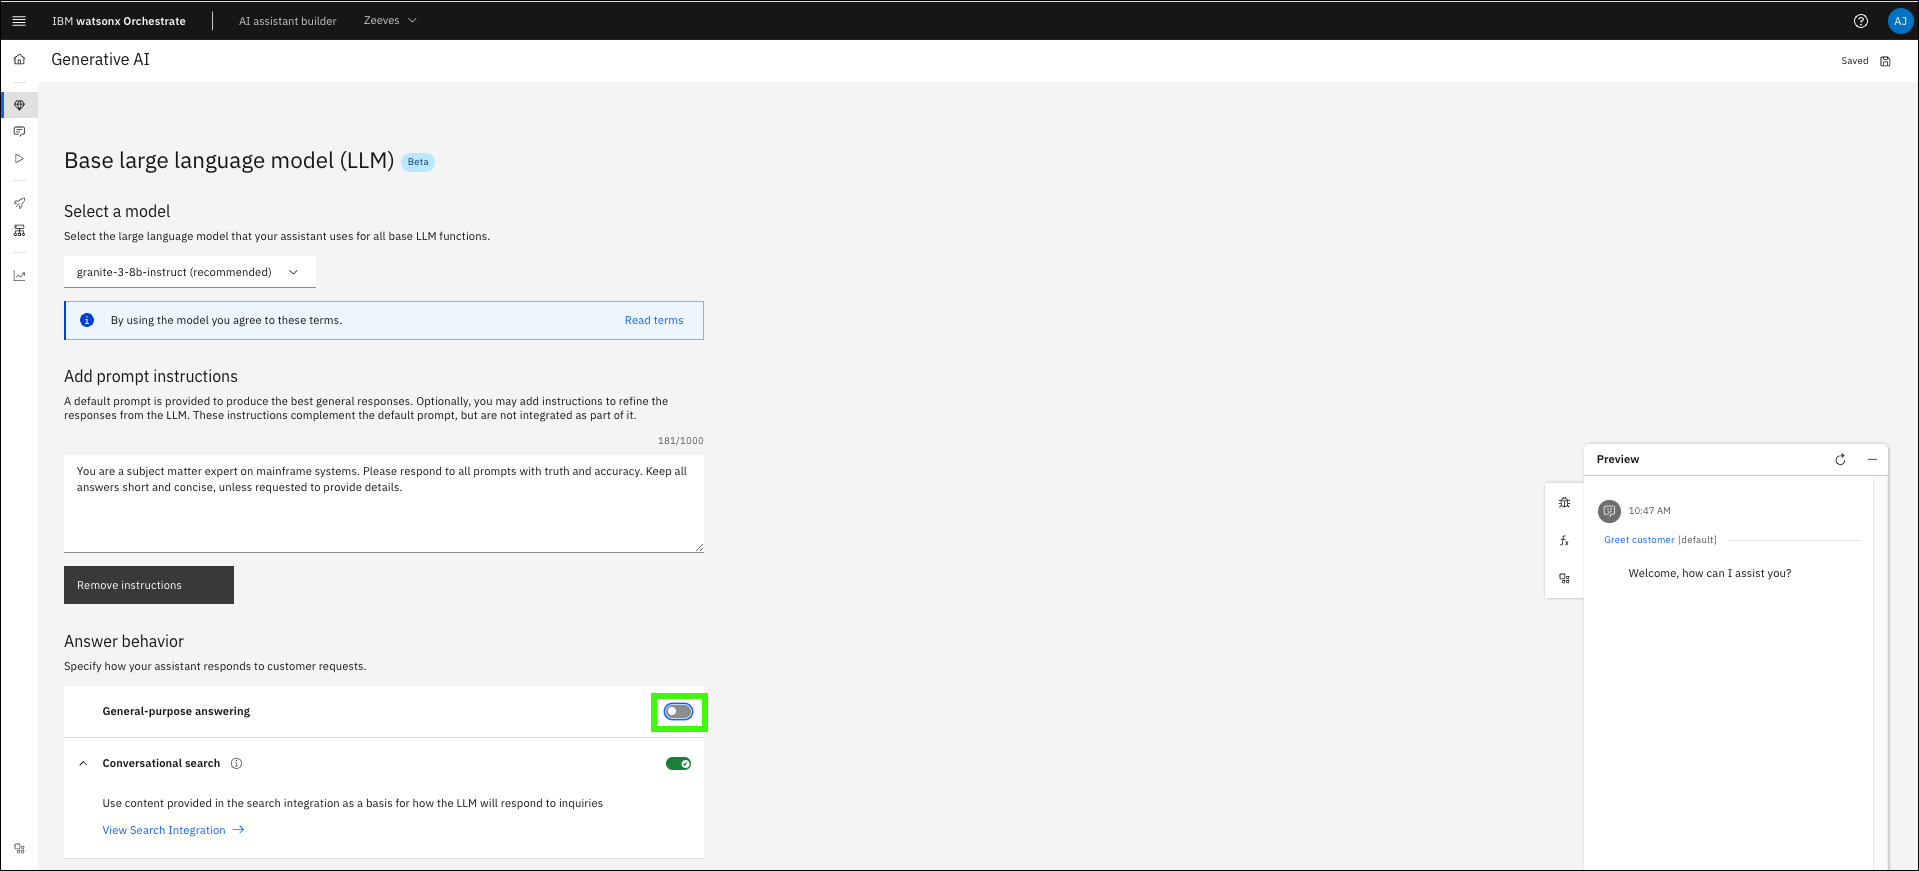 IBM watsonx Orchestrate
AI assistant builder
Zeeves
AJ
Generative AI
Saved
Base large language model (LLM)
Beta
Select a model
Select the large language model that your assistant uses for all base LLM functions.
granite-3-8b-instruct (recommended)
By using the model you agree to these terms.
Read terms
Add prompt instructions
A default prompt is provided to produce the best general responses. Optionally, you may add instructions to refine the
responses from the LLM. These instructions complement the default prompt, but are not integrated as part of it.
181/1000
You are a subject matter expert on mainframe systems. Please respond to all prompts with truth and accuracy. Keep all
answers short and concise, unless requested to provide details.
Remove instructions
Answer behavior
Specify how your assistant responds to customer requests.
General-purpose answering
Conversational search
Use content provided in the search integration as a basis for how the LLM will respond to inquiries
View Search Integration
Preview
10:47 AM
Greet customer [default]
Welcome, how can I assist you?